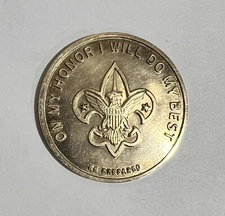 ON MY HONOR I WILL DO MY BEST
BE PREPARED